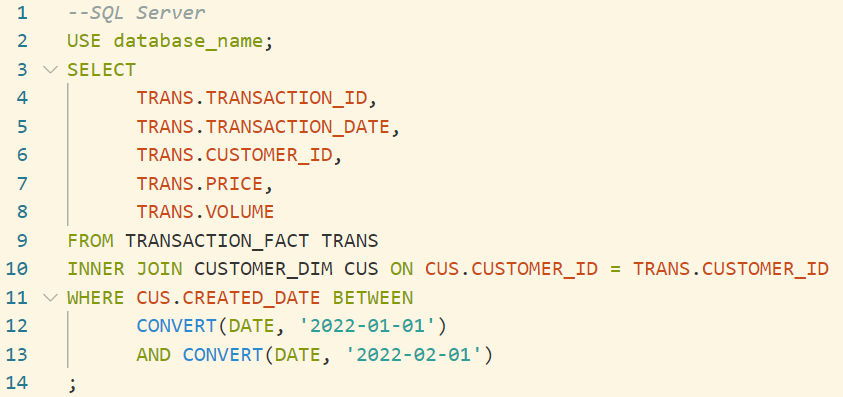 1 --SQL Server
2 USE database_name;
3 SELECT
4 TRANS.TRANSACTION_ID,
5 TRANS.TRANSACTION_DATE,
6 TRANS.CUSTOMER_ID,
7 TRANS.PRICE,
8 TRANS.VOLUME
9 FROM TRANSACTION_FACT TRANS
10 INNER JOIN CUSTOMER_DIM CUS ON CUS.CUSTOMER_ID = TRANS.CUSTOMER_ID
11 WHERE CUS.CREATED_DATE BETWEEN
12 CONVERT(DATE, '2022-01-01')
13 AND CONVERT(DATE, '2022-02-01')
14 ;